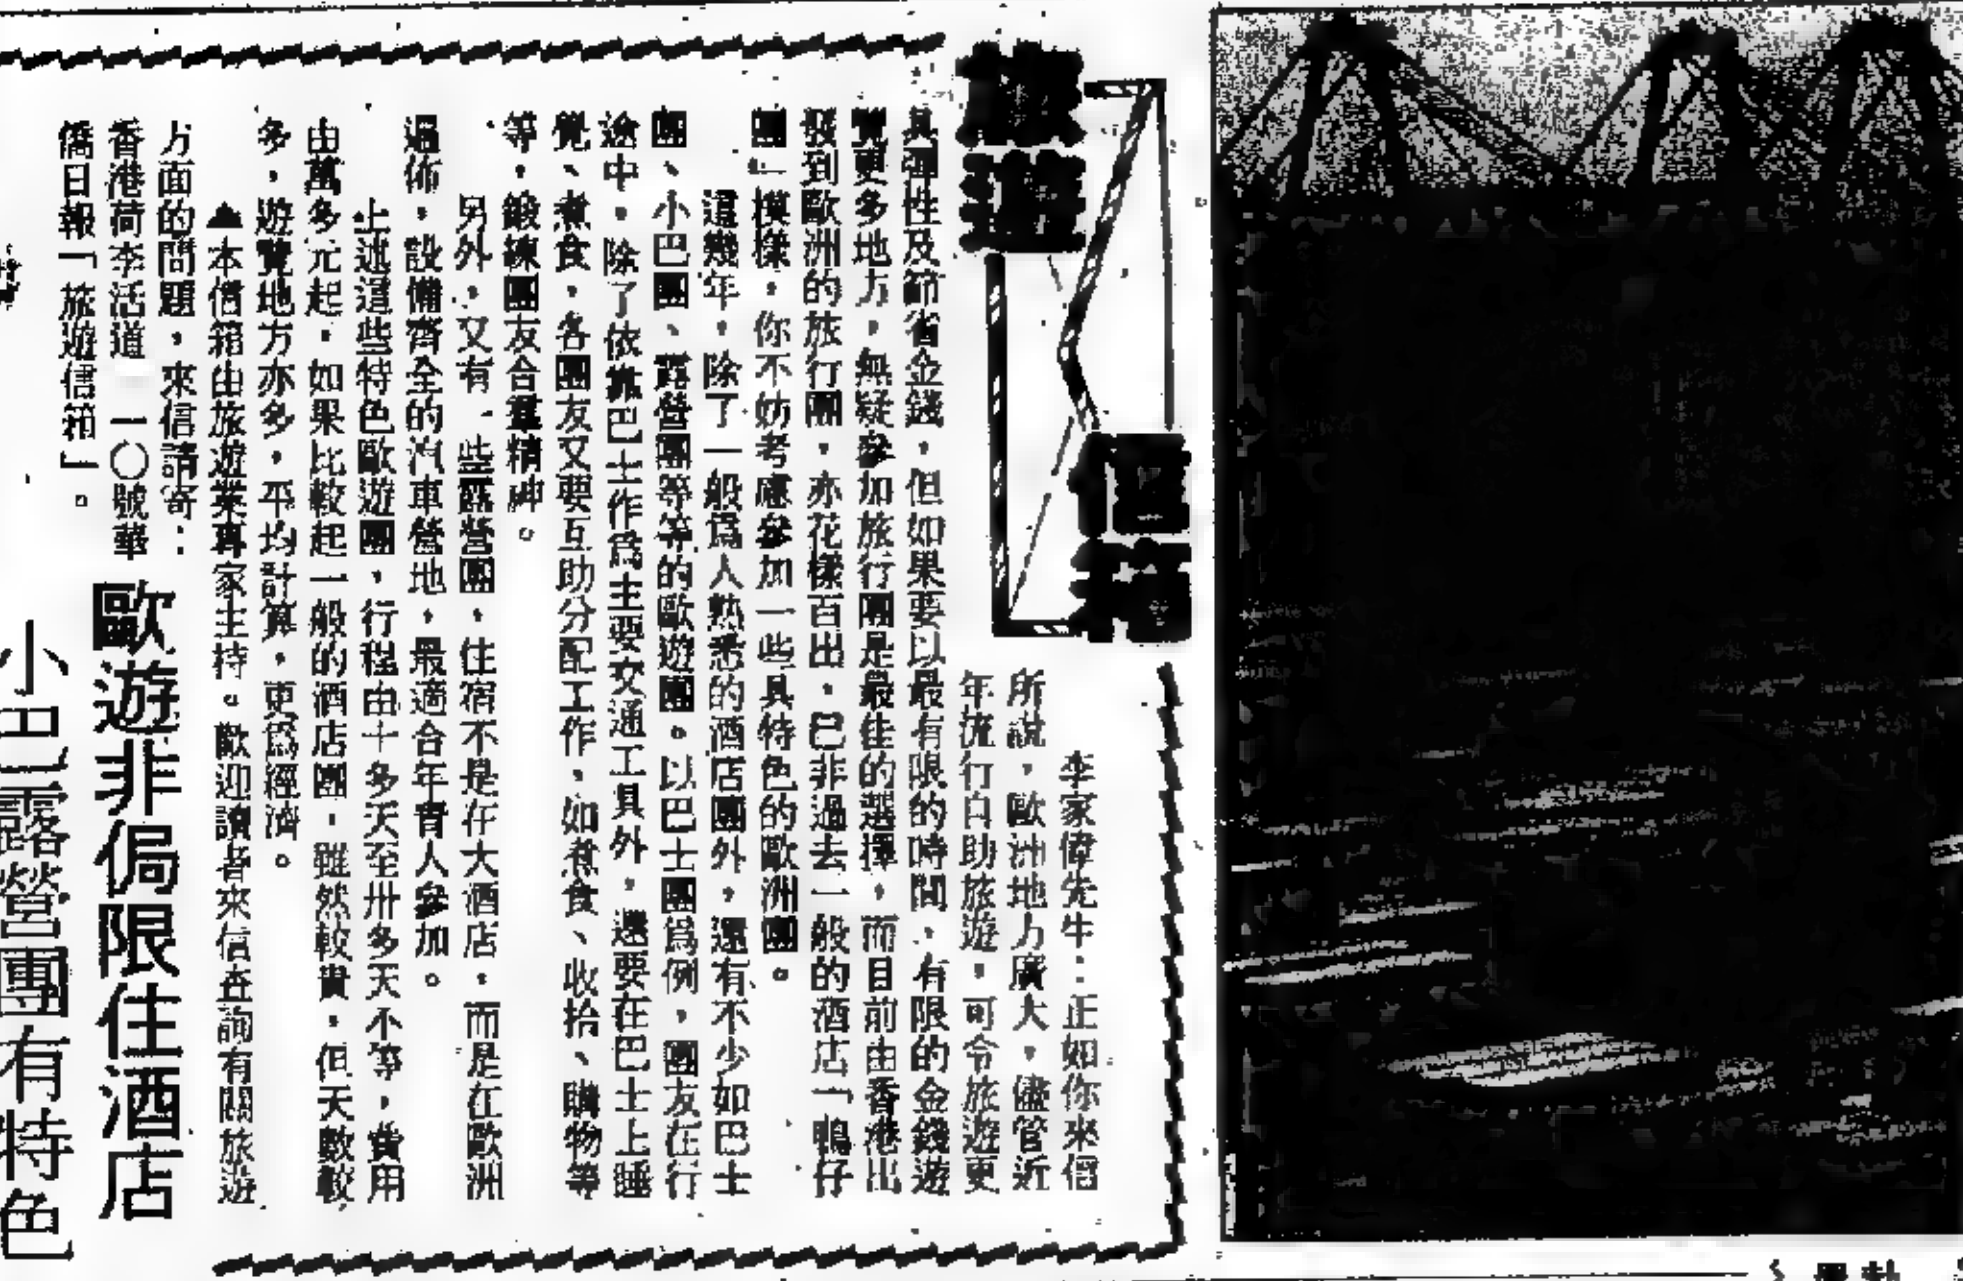 旅遊
信箱
歐遊非侷限住酒店
小巴露營團有特色
李家偉先生：正如你來信
所說，歐洲地方廣大，儘管近
年流行自助旅遊，可令旅遊更
具彈性及節省金錢，但如果要以最有限的時間、有限的金錢遊
覽更多地方，無疑參加旅行團是最佳的選擇，而目前由香港出
發到歐洲的旅行團，亦花樣百出，已非過去一般的酒店「鴨仔
團」模樣，你不妨考慮參加一些具特色的歐洲團。
這幾年，除了一般爲人熟悉的酒店團外，還有不少如巴士
團、小巴團、露營團等等的歐遊團。以巴士團爲例，團友在行
途中，除了依靠巴士作爲主要交通工具外，還要在巴士上睡
覺、煮食，各團友又要互助分配工作，如煮食、收拾、購物等
等，鍛練團友合羣精神。
另外，又有一些露營團，住宿不是在大酒店，而是在歐洲
遍佈，設備齊全的汽車營地，最適合年青人參加。
上述這些特色歐遊團，行程由十多天至卅多天不等，費用
由萬多元起，如果比較起一般的酒店團，雖然較貴，但天數較
多，遊覽地方亦多，平均計算，更爲經濟。
▲本信箱由旅遊業專家主持。歡迎讀者來信查詢有關旅遊
方面的問題，來信請寄：
香港荷李活道一一〇號華
僑日報「旅遊信箱」。